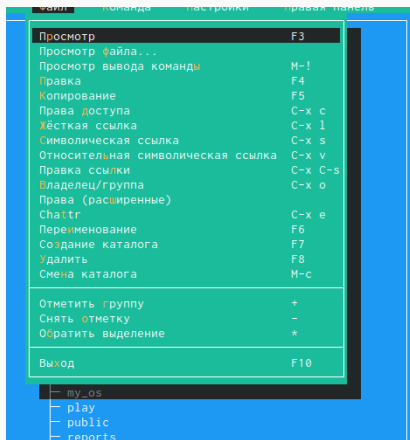 Файл Команда Настройки Правая панель
Просмотр F3
Просмотр файла...
Просмотр вывода команды M-!
Правка F4
Копирование F5
Права доступа C-x c
Жёсткая ссылка C-x l
Символическая ссылка C-x s
Относительная символическая ссылка C-x v
Правка ссылки C-x C-s
Владелец/группа C-x o
Права (расширенные)
Chattr C-x e
Переименование F6
Создание каталога F7
Удалить F8
Смена каталога M-c
Отметить группу +
Снять отметку -
Обратить выделение *
Выход F10
my_os
play
public
reports